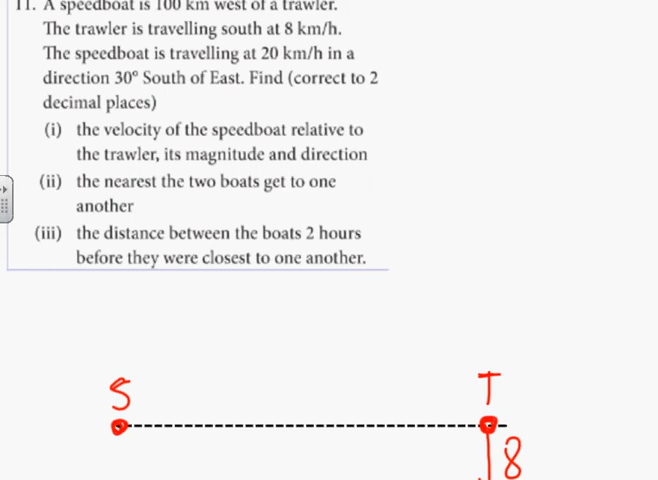 11. A speedboat is 100 km west of a trawler.
The trawler is travelling south at 8 km/h.
The speedboat is travelling at 20 km/h in a
direction 30° South of East. Find (correct to 2
decimal places)
(i) the velocity of the speedboat relative to
the trawler, its magnitude and direction
(ii) the nearest the two boats get to one
another
(iii) the distance between the boats 2 hours
before they were closest to one another.
S T
8